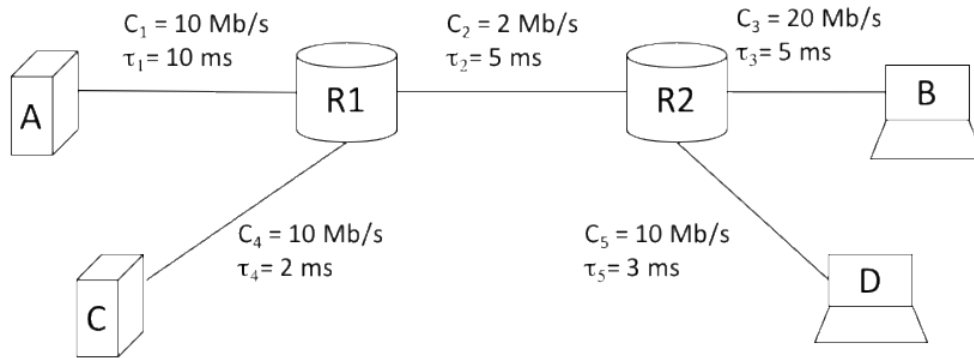 C₁ = 10 Mb/s
τ₁= 10 ms
C₂ = 2 Mb/s
τ₂= 5 ms
C₃ = 20 Mb/s
τ₃= 5 ms
A
R1
R2
B
C₄ = 10 Mb/s
τ₄= 2 ms
C₅ = 10 Mb/s
τ₅= 3 ms
C
D